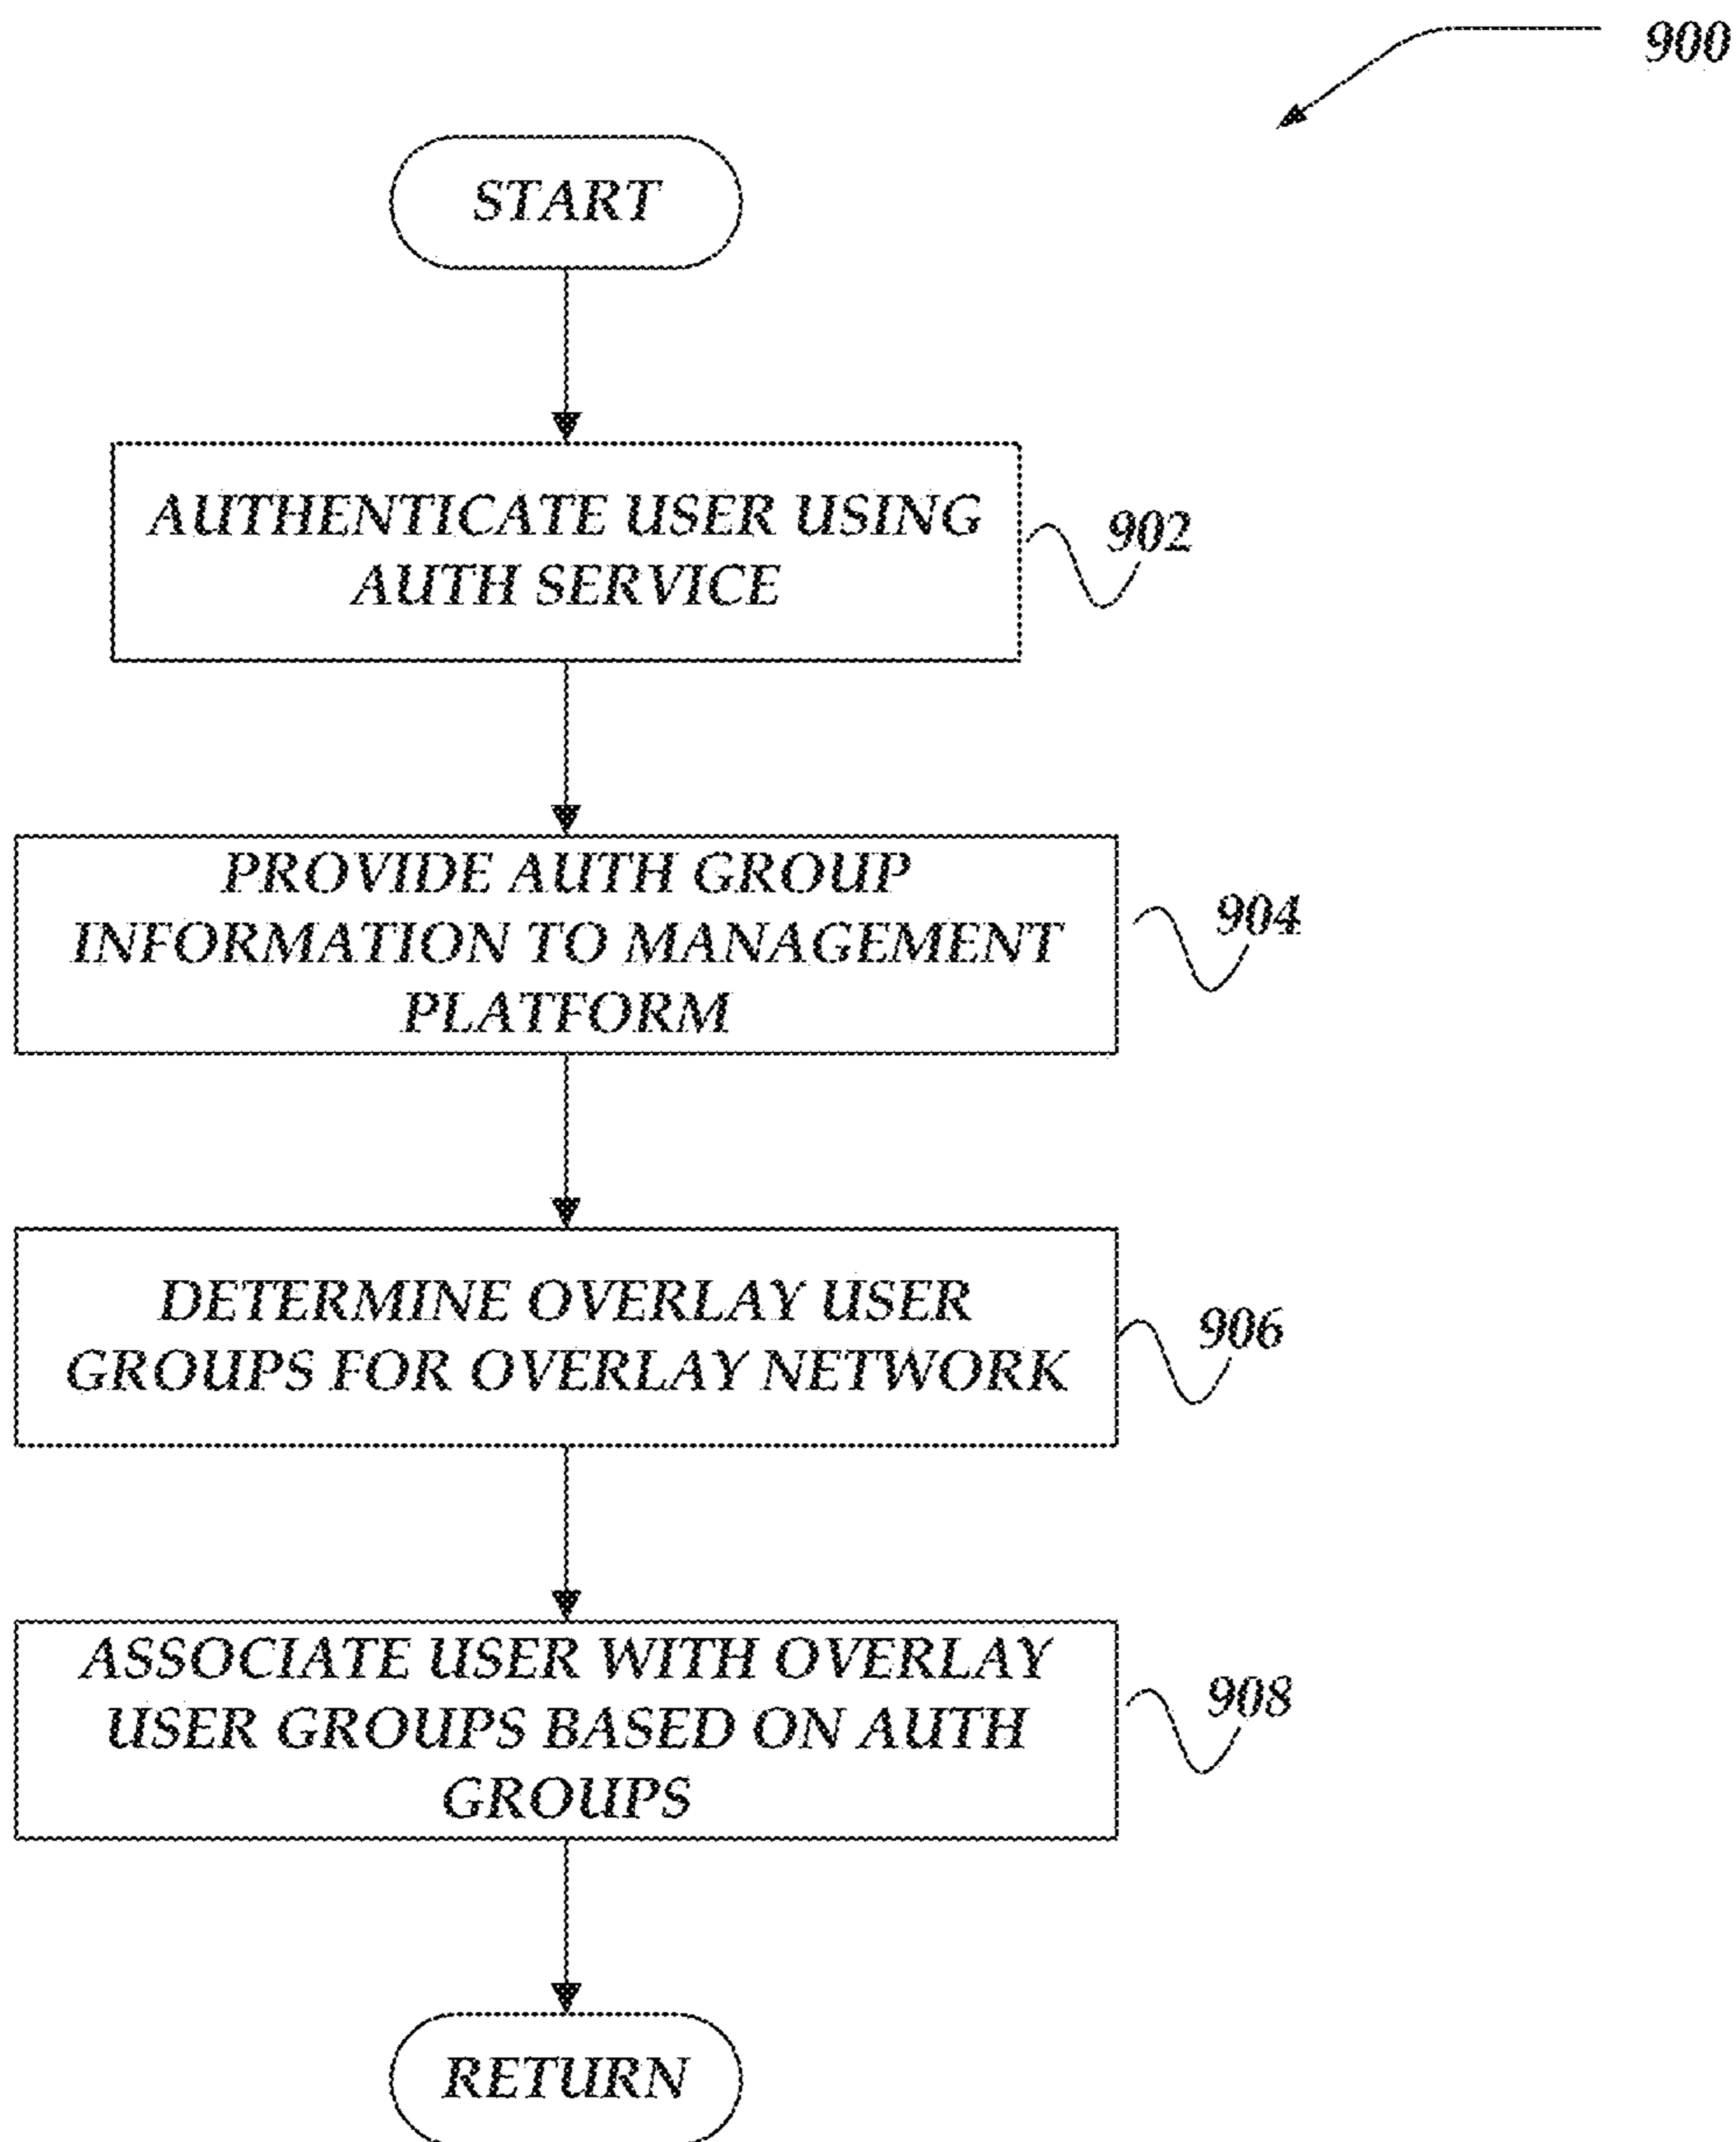 900
START
AUTHENTICATE USER USING
AUTH SERVICE
902
PROVIDE AUTH GROUP
INFORMATION TO MANAGEMENT
PLATFORM
904
DETERMINE OVERLAY USER
GROUPS FOR OVERLAY NETWORK
906
ASSOCIATE USER WITH OVERLAY
USER GROUPS BASED ON AUTH
GROUPS
908
RETURN